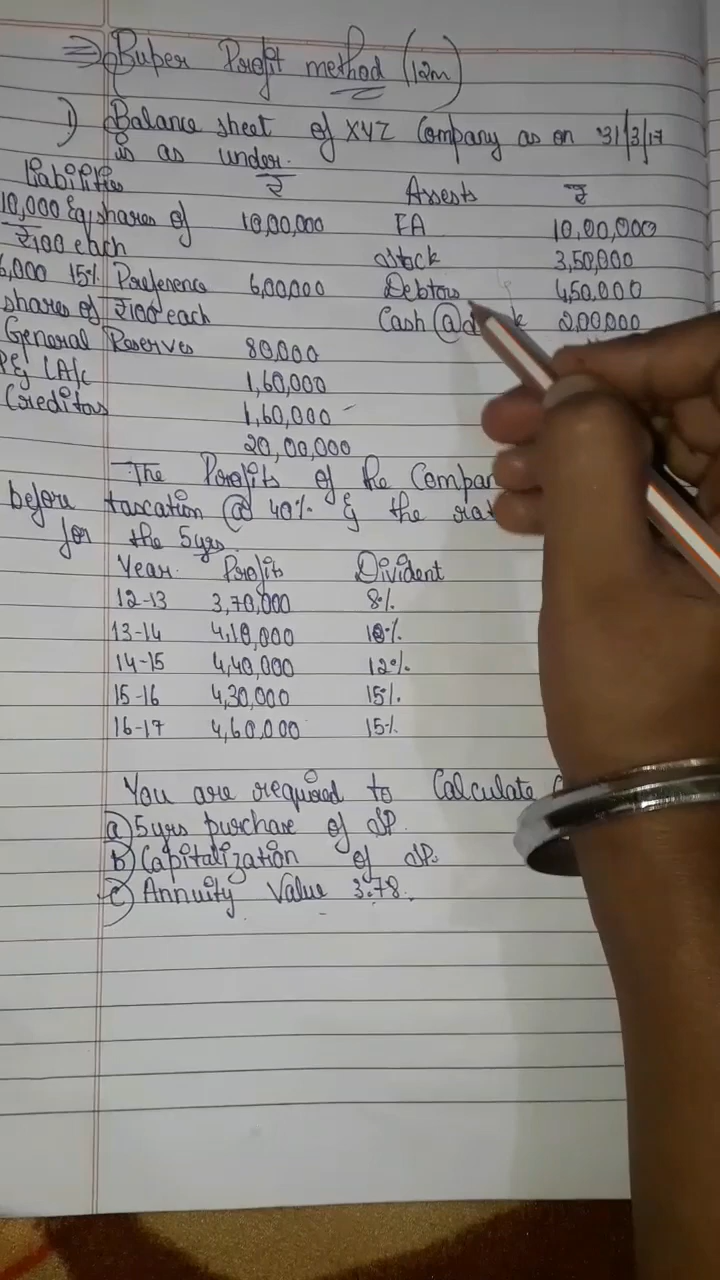 ⇒ Super Profit method (12m)
1) Balance sheet of XYZ Company as on 31/3/17
is as under.
Liabilities ₹ Assests ₹
10,000 Eq shares of 10,00,000 FA 10,00,000
₹100 each Stock 3,50,000
6,000 15% Preference 6,00,000 Debtors 4,50,000
shares of ₹100 each Cash @ 2,00,000
General Reserves 80,000
P&L A/c 1,60,000
Creditors 1,60,000
20,00,000
The Profits of the Compan
before taxcation @ 40% & the rat
for the 5yrs.
Year. Profits Divident
12-13 3,70,000 8%
13-14 4,10,000 10%
14-15 4,40,000 12%
15-16 4,30,000 15%
16-17 4,60,000 15%
You are required to Calculate
a) 5yrs purchase of SP.
b) Capitalization of SP.
c) Annuity Value 3.78.